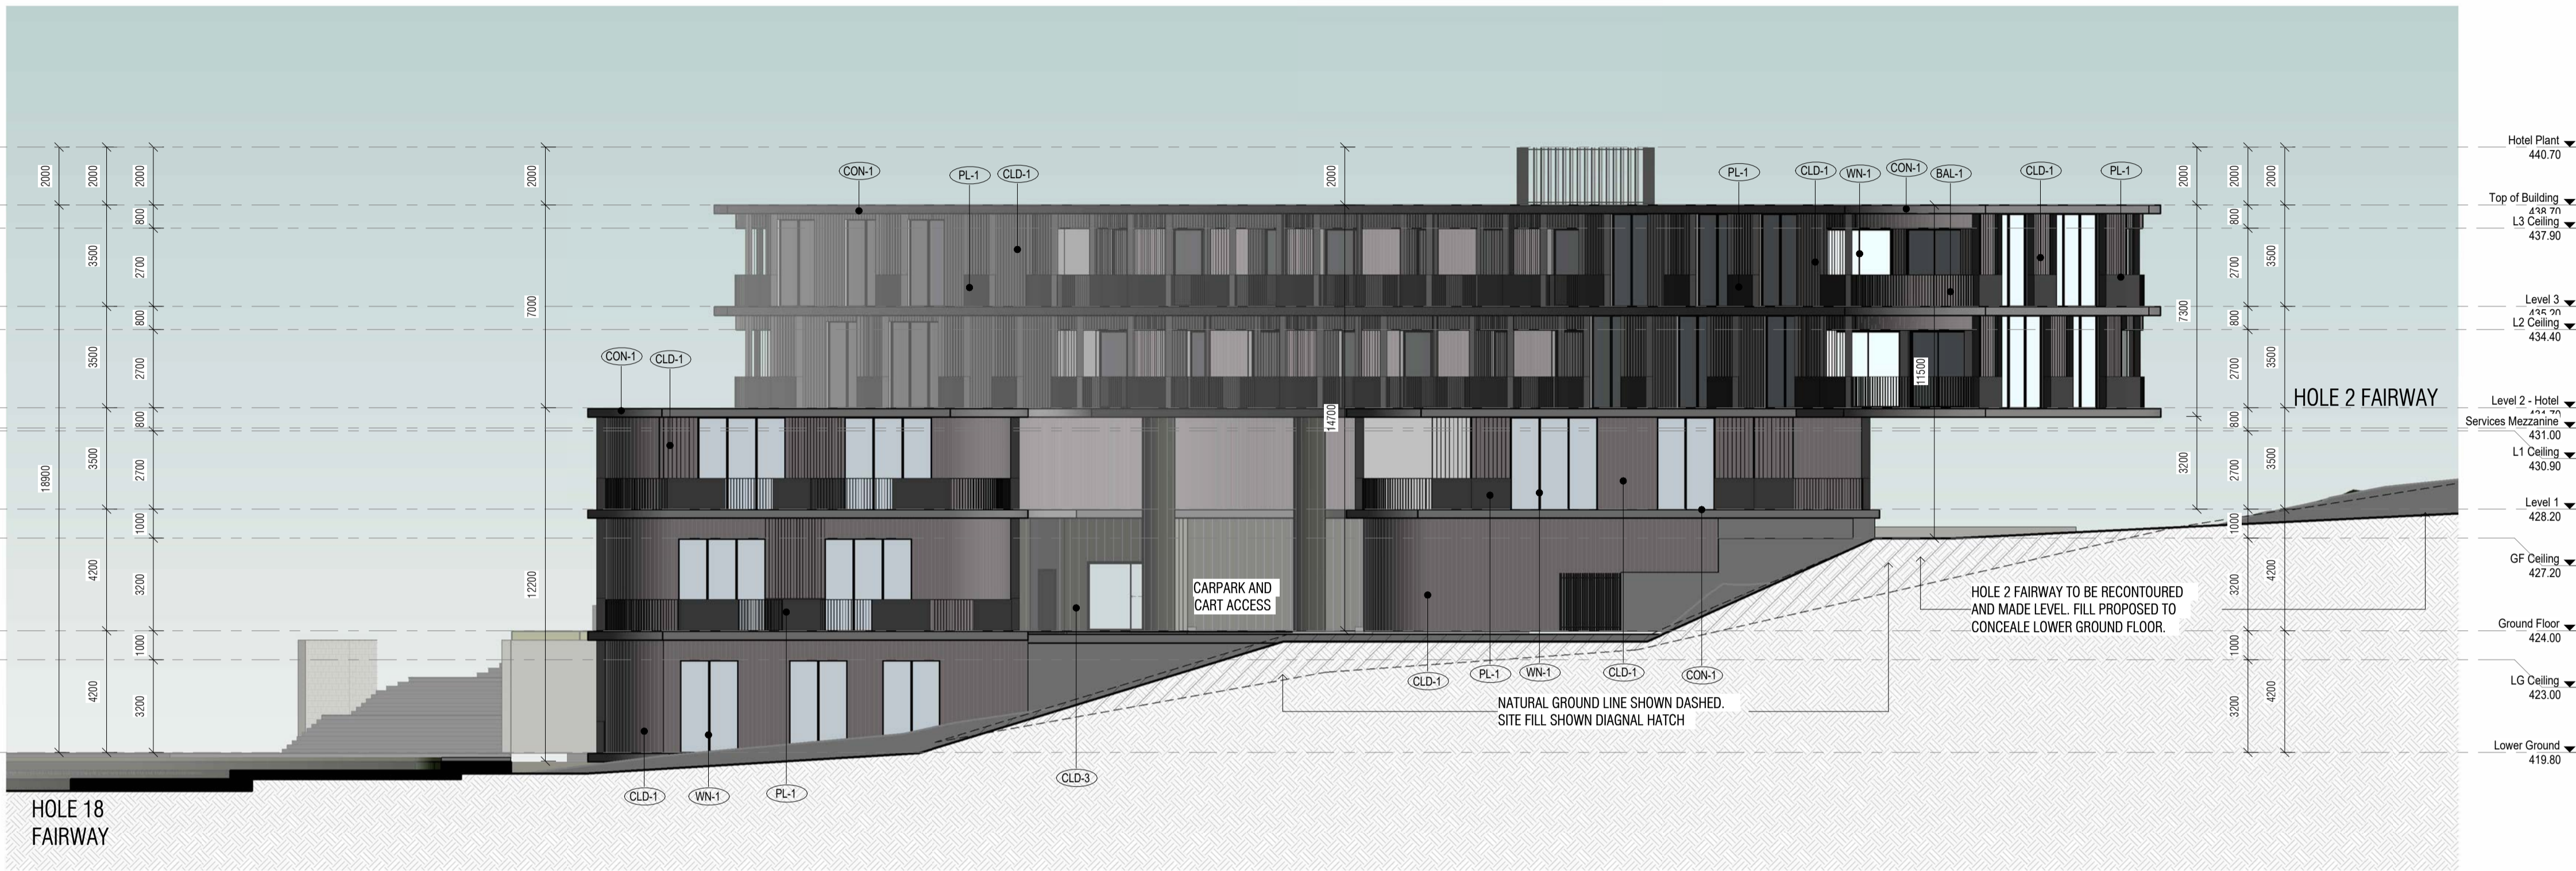 Hotel Plant
440.70
2000 2000 2000 2000 2000 2000 2000 2000
CON-1 PL-1 CLD-1 PL-1 CLD-1 WN-1 CON-1 BAL-1 CLD-1 PL-1
Top of Building
438.70
800 800
L3 Ceiling
437.90
3500 2700 2700 3500
7000 7300
Level 3
435.20
800 800
L2 Ceiling
434.40
CON-1 CLD-1
3500 2700 11500 2700 3500
HOLE 2 FAIRWAY
Level 2 - Hotel
431.70
800 14700 800
Services Mezzanine
431.00
L1 Ceiling
430.90
18900 3500 2700 3200 2700 3500
Level 1
428.20
1000 1000
GF Ceiling
427.20
4200 3200 12200 3200 4200
CARPARK AND
CART ACCESS
HOLE 2 FAIRWAY TO BE RECONTOURED
AND MADE LEVEL. FILL PROPOSED TO
CONCEALE LOWER GROUND FLOOR.
Ground Floor
424.00
1000 1000
CLD-1 PL-1 WN-1 CLD-1 CON-1
LG Ceiling
423.00
4200 3200 3200 4200
NATURAL GROUND LINE SHOWN DASHED.
SITE FILL SHOWN DIAGNAL HATCH
Lower Ground
419.80
CLD-1 WN-1 PL-1 CLD-3
HOLE 18
FAIRWAY